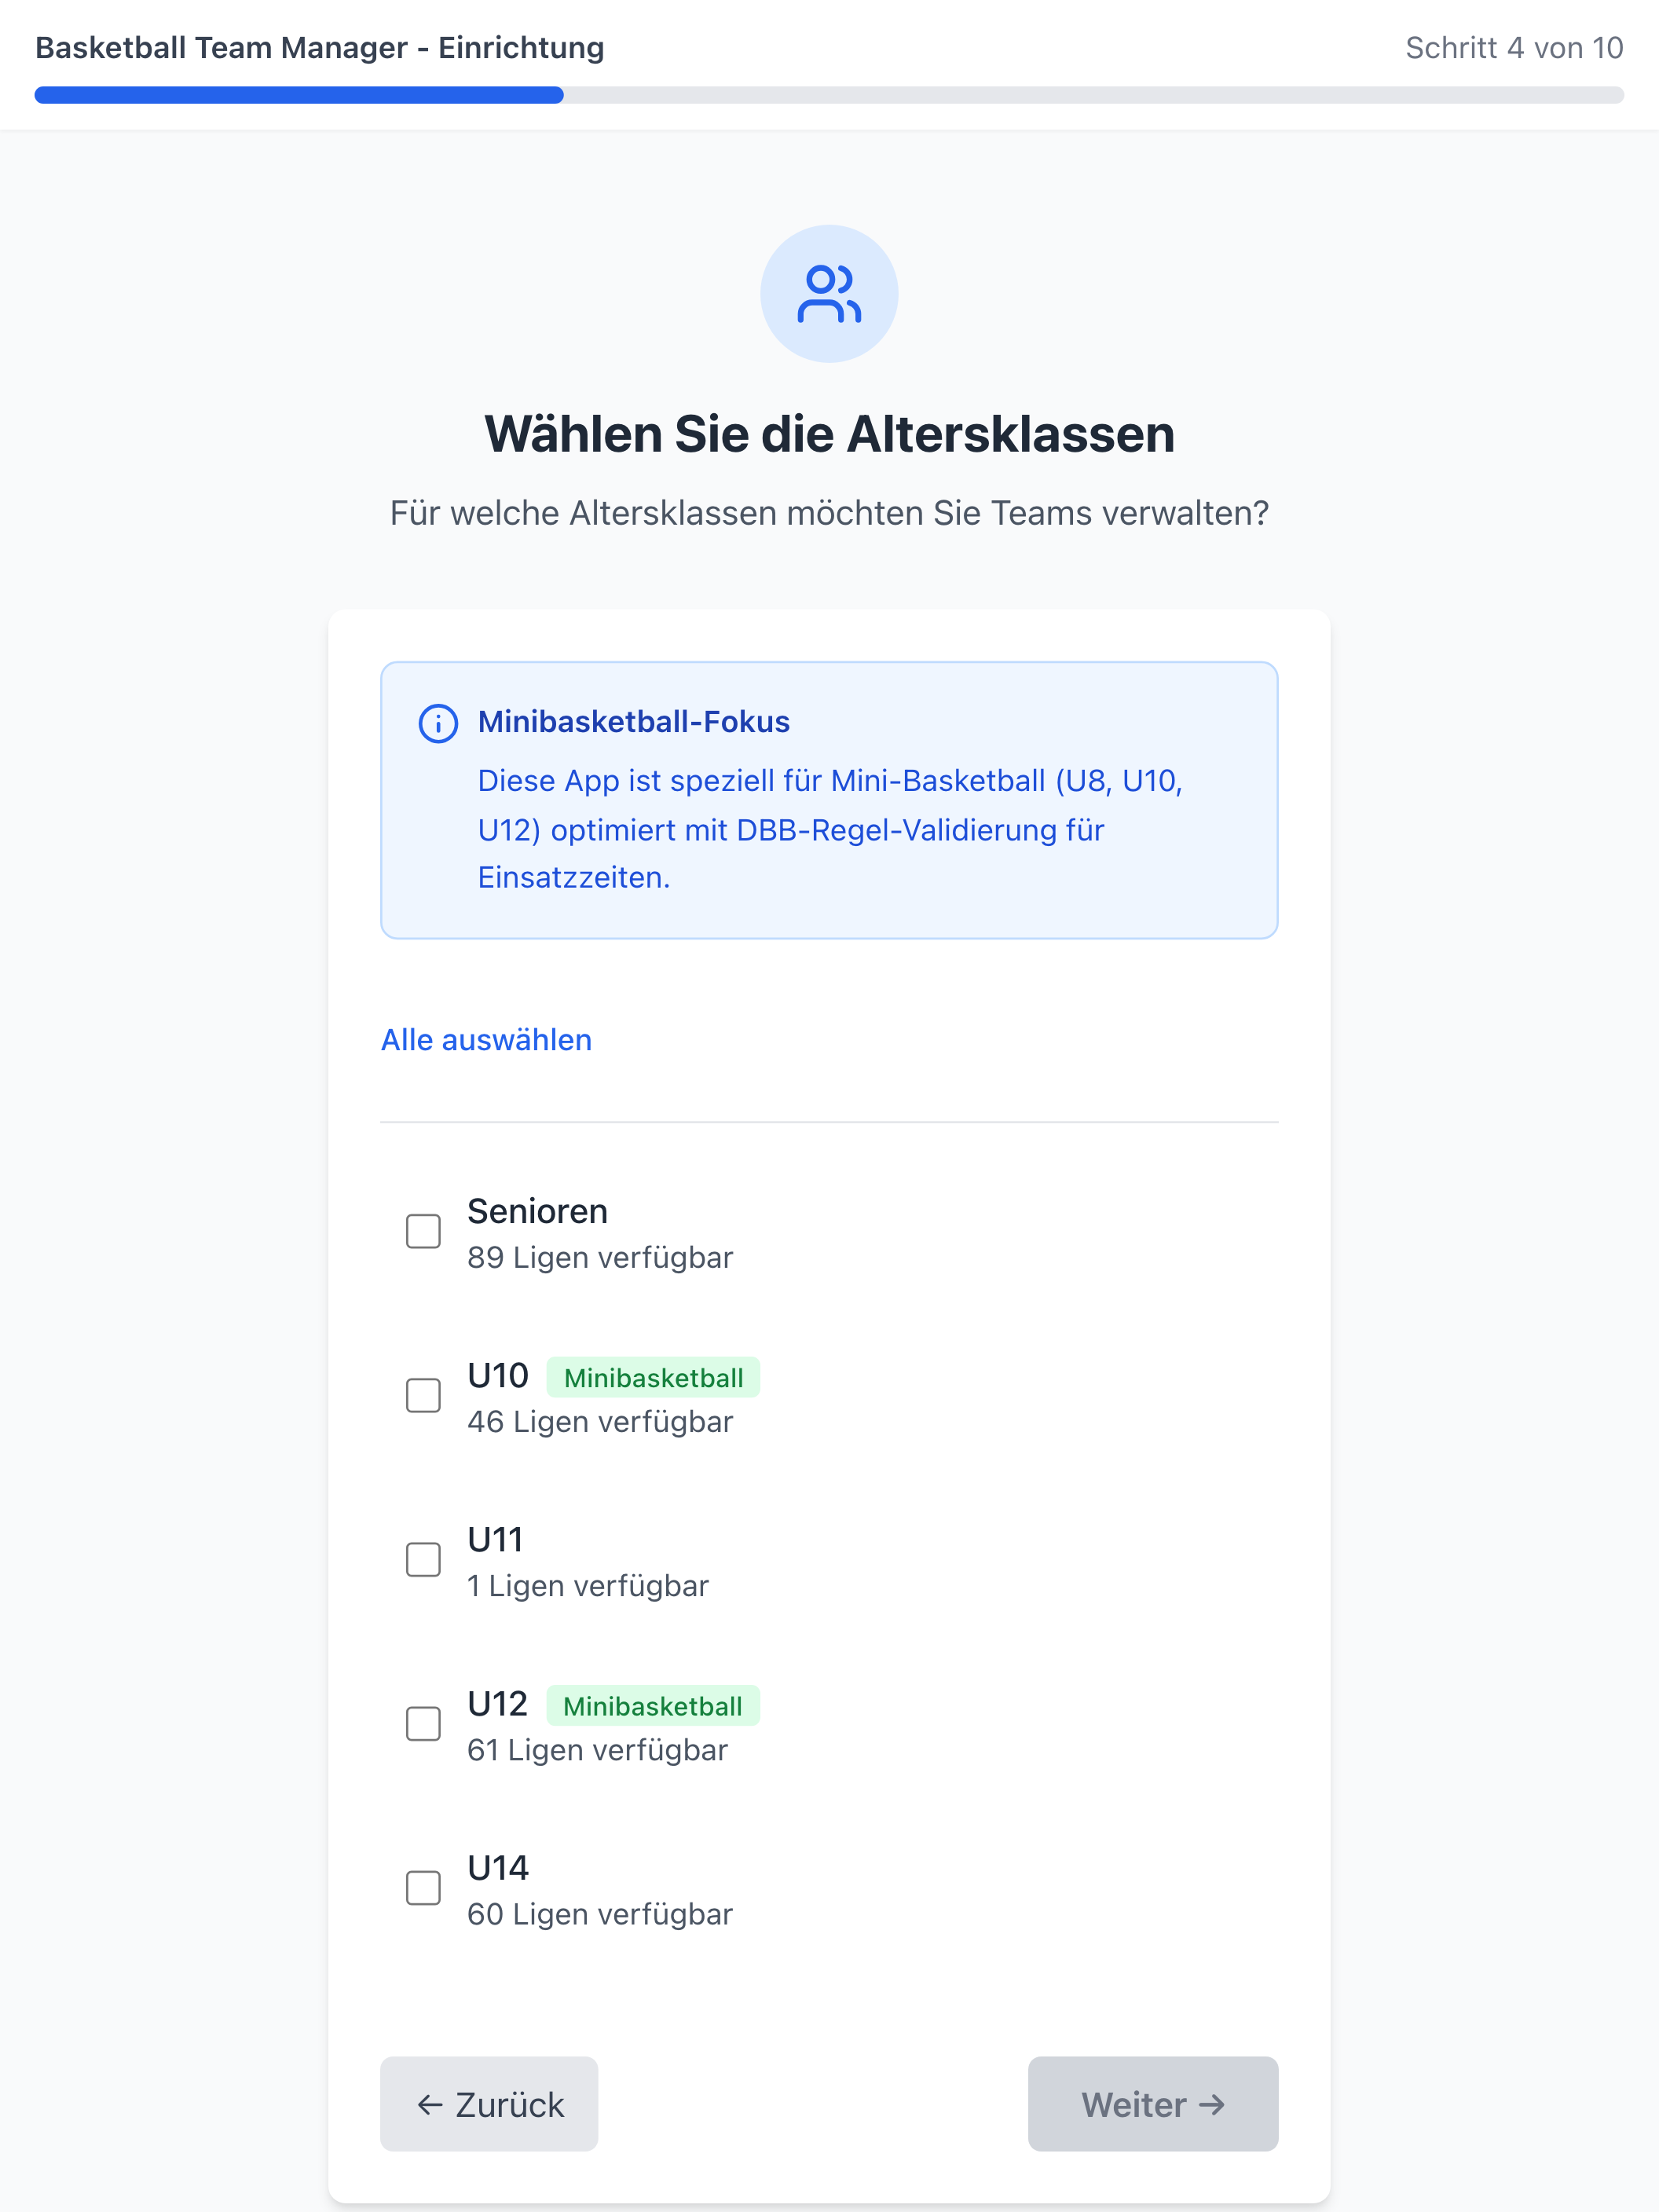 Basketball Team Manager - Einrichtung
Schritt 4 von 10
Wählen Sie die Altersklassen
Für welche Altersklassen möchten Sie Teams verwalten?
Minibasketball-Fokus
Diese App ist speziell für Mini-Basketball (U8, U10,
U12) optimiert mit DBB-Regel-Validierung für
Einsatzzeiten.
Alle auswählen
Senioren
89 Ligen verfügbar
U10 Minibasketball
46 Ligen verfügbar
U11
1 Ligen verfügbar
U12 Minibasketball
61 Ligen verfügbar
U14
60 Ligen verfügbar
← Zurück
Weiter →